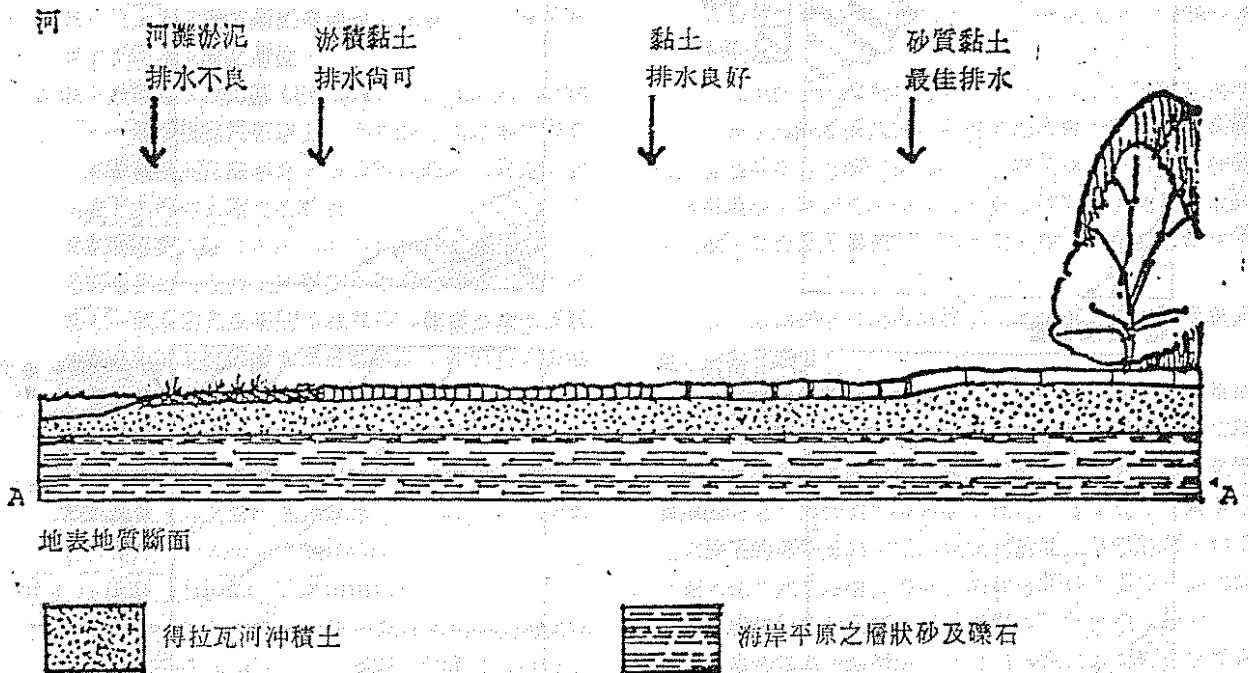 河
河灘淤泥
排水不良
淤積黏土
排水尙可
黏土
排水良好
砂質黏土
最佳排水
A
A
地表地質斷面
得拉瓦河沖積土
海岸平原之層狀砂及礫石